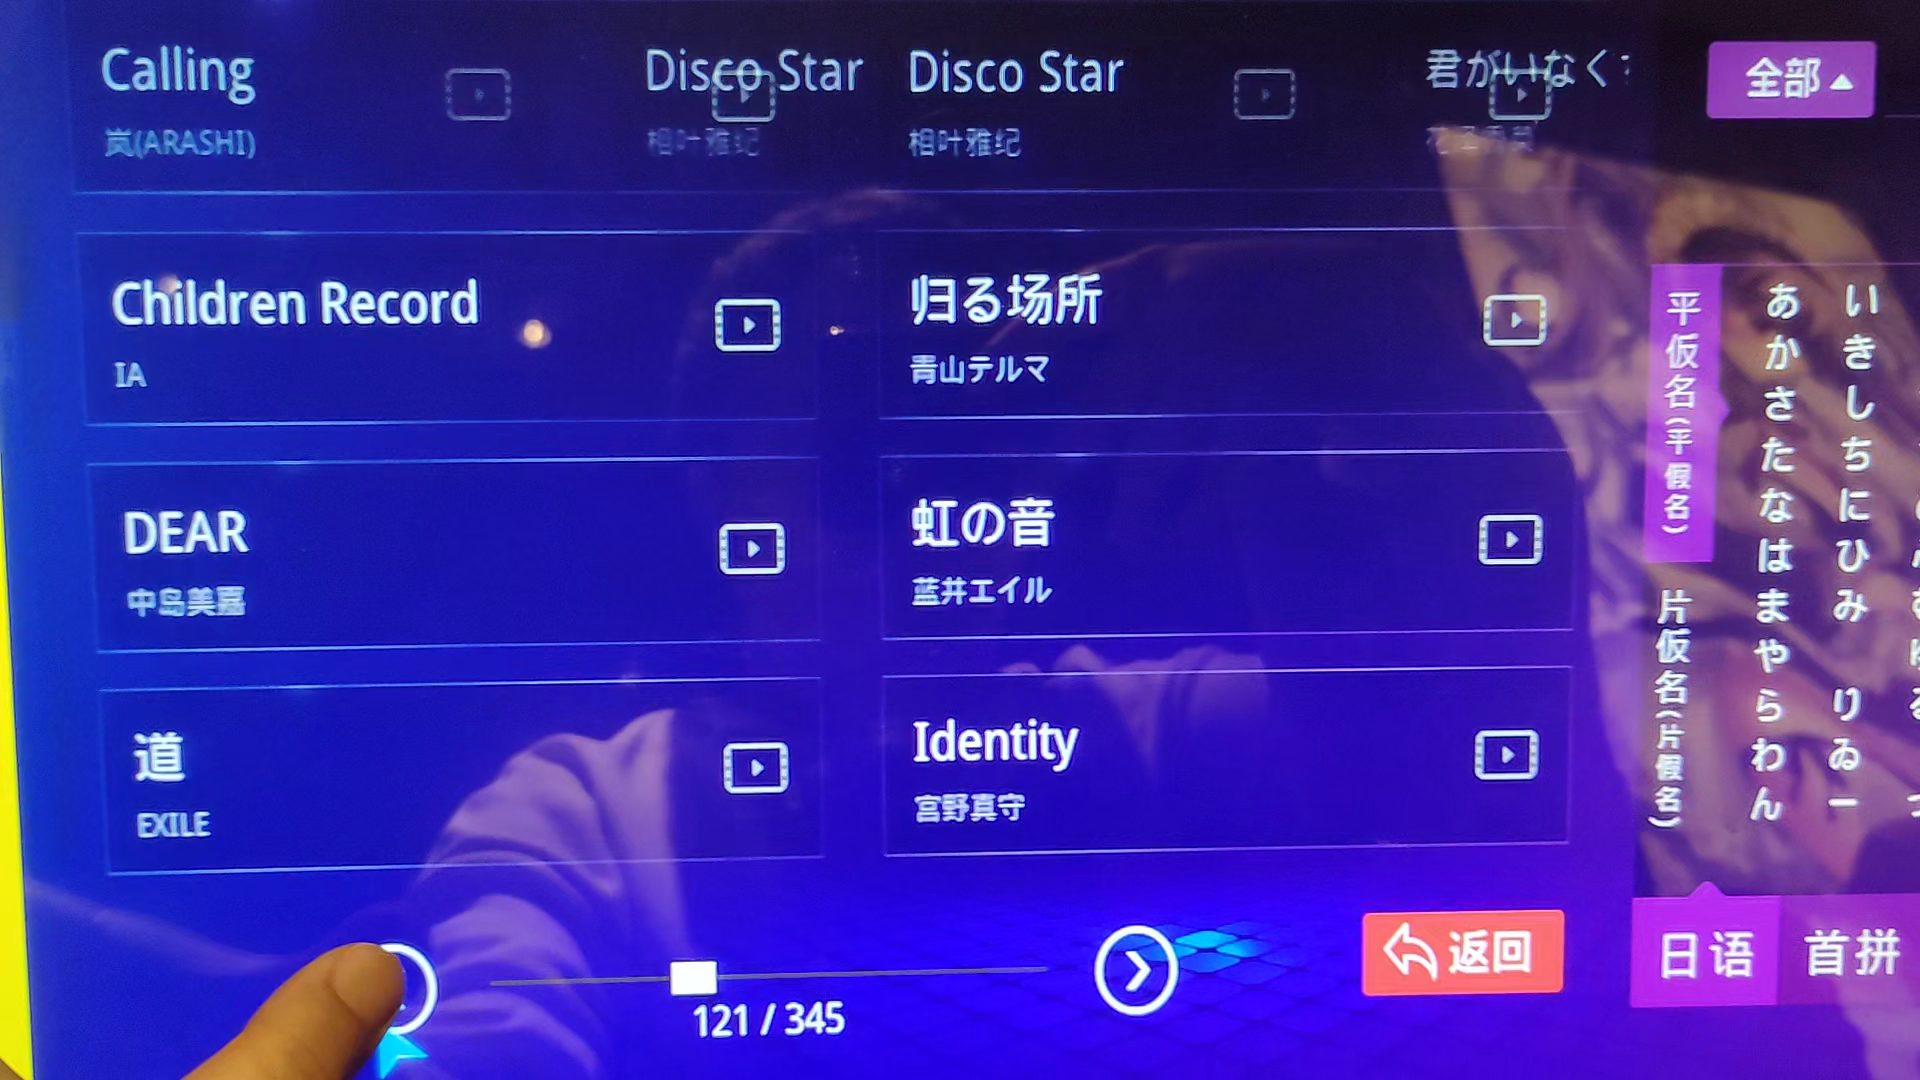 Calling
岚(ARASHI)
Disco Star
相叶雅纪
Disco Star
相叶雅纪
君がいなく
全部
Children Record
IA
归る场所
青山テルマ
DEAR
中岛美嘉
虹の音
蓝井エイル
道
EXILE
Identity
宫野真守
平仮名(平假名)
片仮名(片假名)
あかさたなはまやらわん
いきしちにひみ りゐー
121 / 345
返回
日语
首拼